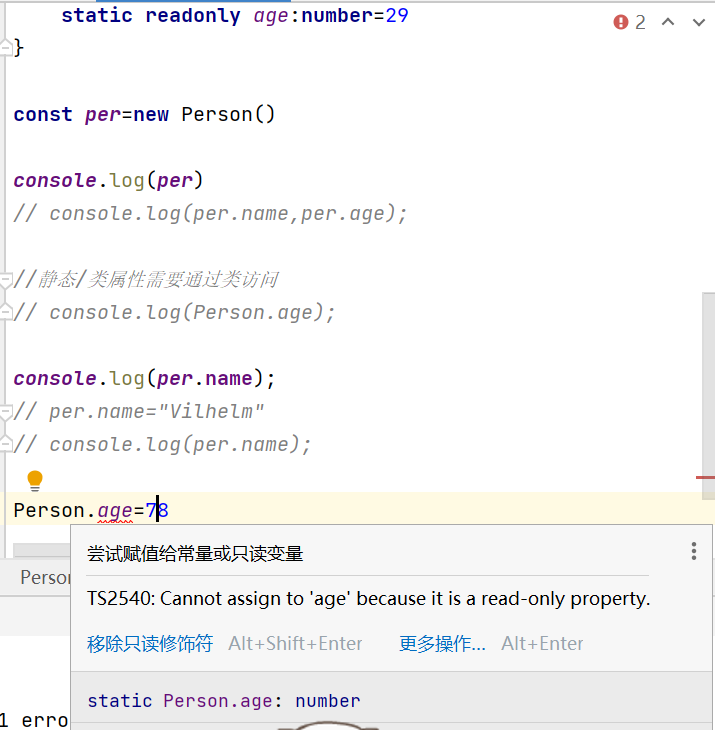 static readonly age:number=29
2
}
const per=new Person()
console.log(per)
// console.log(per.name,per.age);
//静态/类属性需要通过类访问
// console.log(Person.age);
console.log(per.name);
// per.name="Vilhelm"
// console.log(per.name);
Person.age=78
尝试赋值给常量或只读变量
TS2540: Cannot assign to 'age' because it is a read-only property.
移除只读修饰符 Alt+Shift+Enter 更多操作... Alt+Enter
static Person.age: number
1